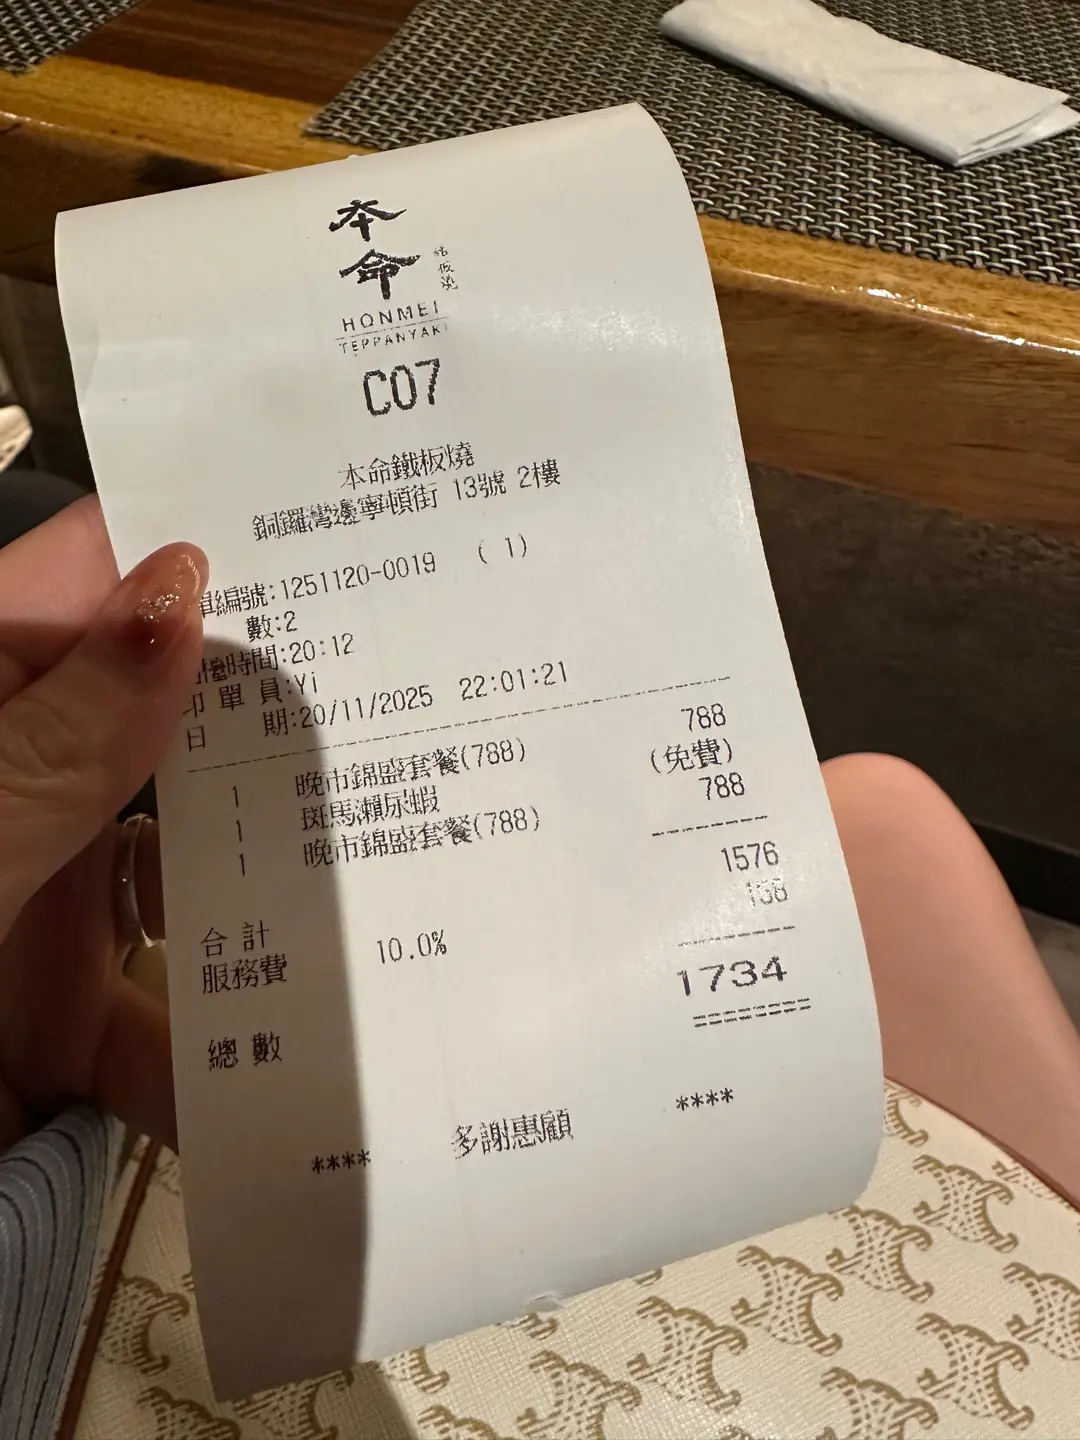 本命
鐵板燒
HONMEI
TEPPANYAKI
C07
本命鐵板燒
銅鑼灣邊寧頓街 13號 2樓
單編號:1251120-0019 ( 1)
數:2
檯時間:20:12
印單員:Yi
日 期:20/11/2025 22:01:21
1 晚市錦盛套餐(788) 788
1 斑馬瀨尿蝦 (免費)
1 晚市錦盛套餐(788) 788
合計 1576
服務費 10.0% 158
總數 1734
**** 多謝惠顧 ****